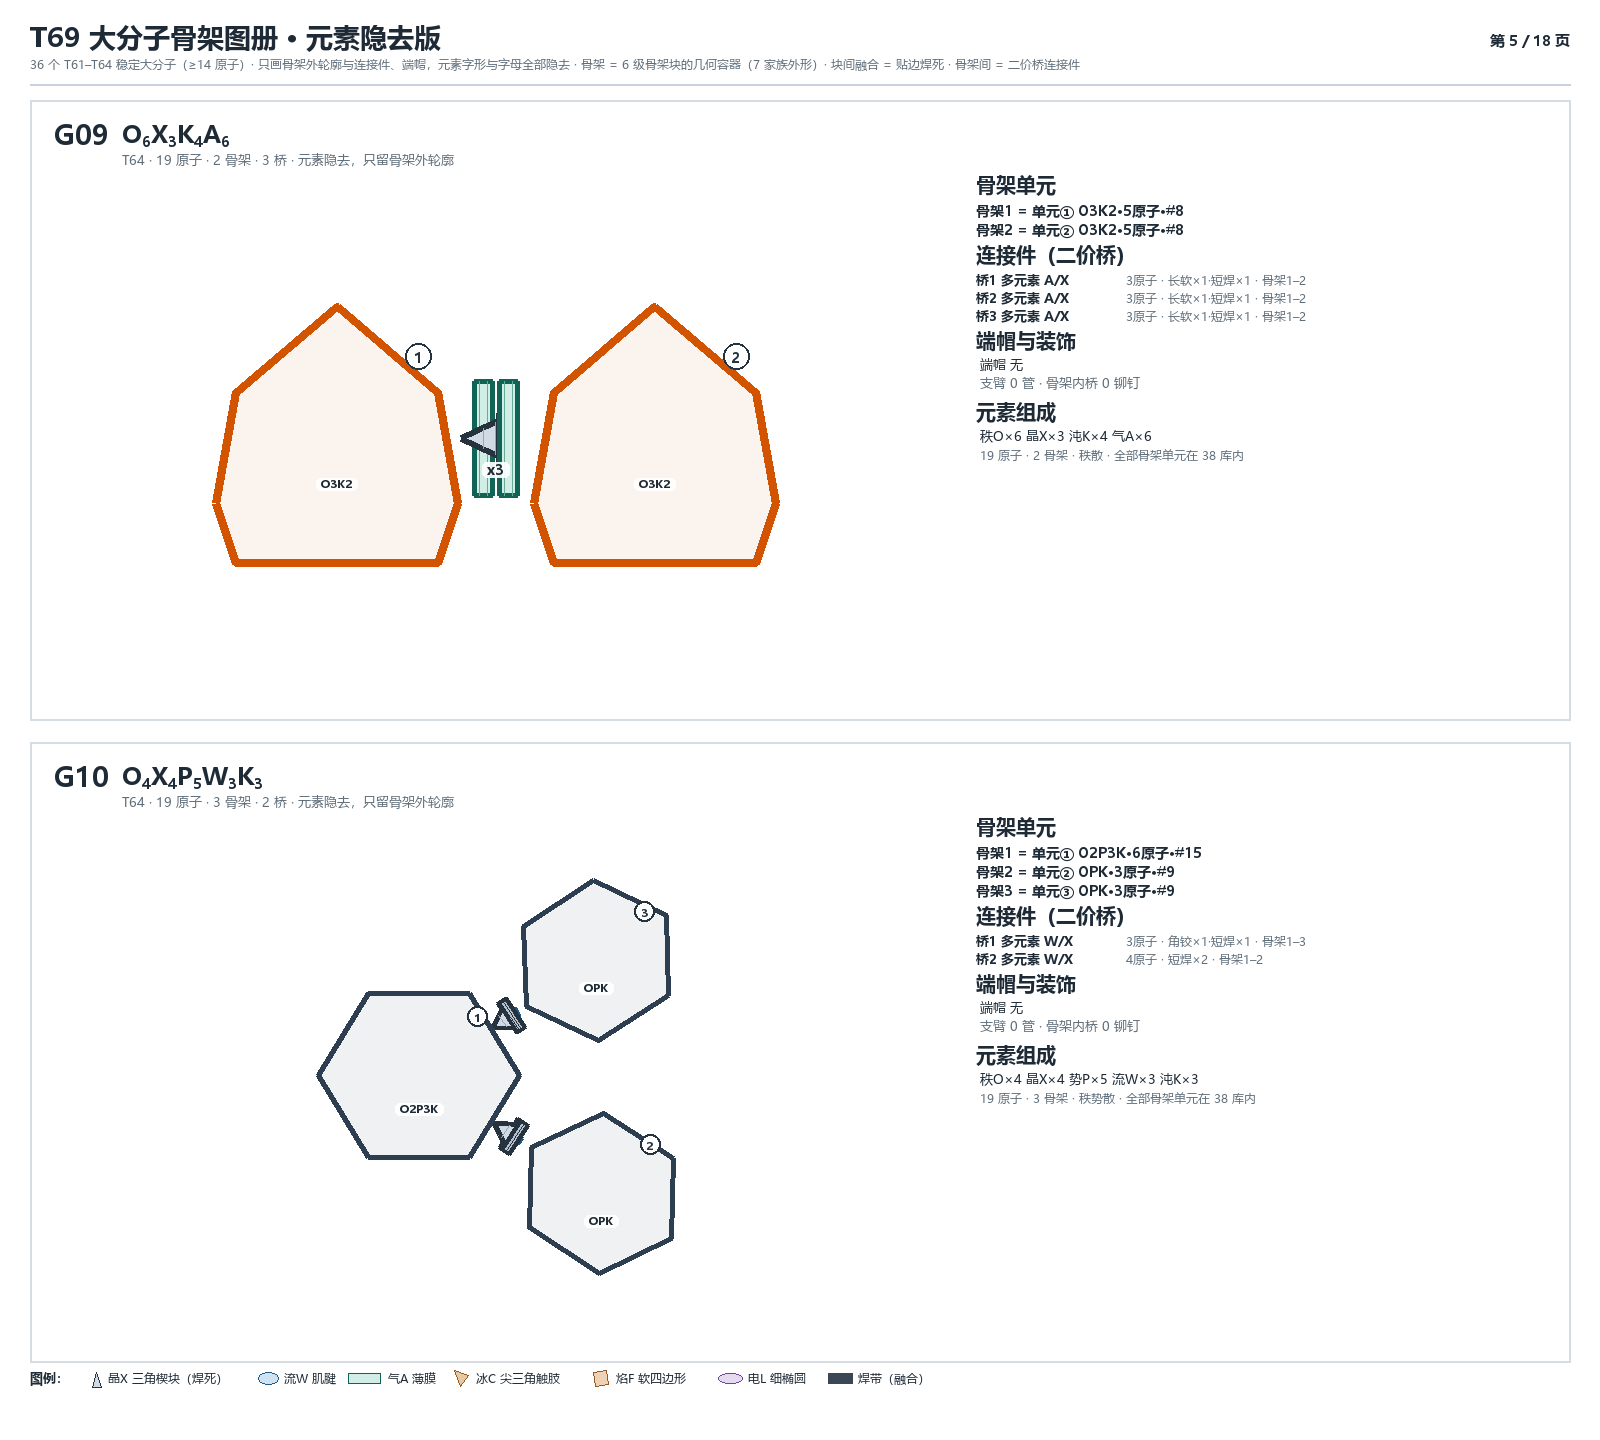 T69 大分子骨架图册 • 元素隐去版
第 5 / 18 页
36 个 T61–T64 稳定大分子（≥14 原子）· 只画骨架外轮廓与连接件、端帽，元素字形与字母全部隐去 · 骨架 = 6 级骨架块的几何容器（7 家族外形）· 块间融合 = 贴边焊死 · 骨架间 = 二价桥连接件
G09 O₆X₃K₄A₆
T64 · 19 原子 · 2 骨架 · 3 桥 · 元素隐去，只留骨架外轮廓
1
2
x3
O3K2
O3K2
骨架单元
骨架1 = 单元① O3K2•5原子•#8
骨架2 = 单元② O3K2•5原子•#8
连接件（二价桥）
桥1 多元素 A/X 3原子 · 长软×1·短焊×1 · 骨架1–2
桥2 多元素 A/X 3原子 · 长软×1·短焊×1 · 骨架1–2
桥3 多元素 A/X 3原子 · 长软×1·短焊×1 · 骨架1–2
端帽与装饰
端帽 无
支臂 0 管 · 骨架内桥 0 铆钉
元素组成
秩O×6 晶X×3 沌K×4 气A×6
19 原子 · 2 骨架 · 秩散 · 全部骨架单元在 38 库内
G10 O₄X₄P₅W₃K₃
T64 · 19 原子 · 3 骨架 · 2 桥 · 元素隐去，只留骨架外轮廓
3
OPK
1
O2P3K
2
OPK
骨架单元
骨架1 = 单元① O2P3K•6原子•#15
骨架2 = 单元② OPK•3原子•#9
骨架3 = 单元③ OPK•3原子•#9
连接件（二价桥）
桥1 多元素 W/X 3原子 · 角铰×1·短焊×1 · 骨架1–3
桥2 多元素 W/X 4原子 · 短焊×2 · 骨架1–2
端帽与装饰
端帽 无
支臂 0 管 · 骨架内桥 0 铆钉
元素组成
秩O×4 晶X×4 势P×5 流W×3 沌K×3
19 原子 · 3 骨架 · 秩势散 · 全部骨架单元在 38 库内
图例： 晶X 三角楔块（焊死） 流W 肌腱 气A 薄膜 冰C 尖三角触肢 焰F 软四边形 电L 细椭圆 焊带（融合）